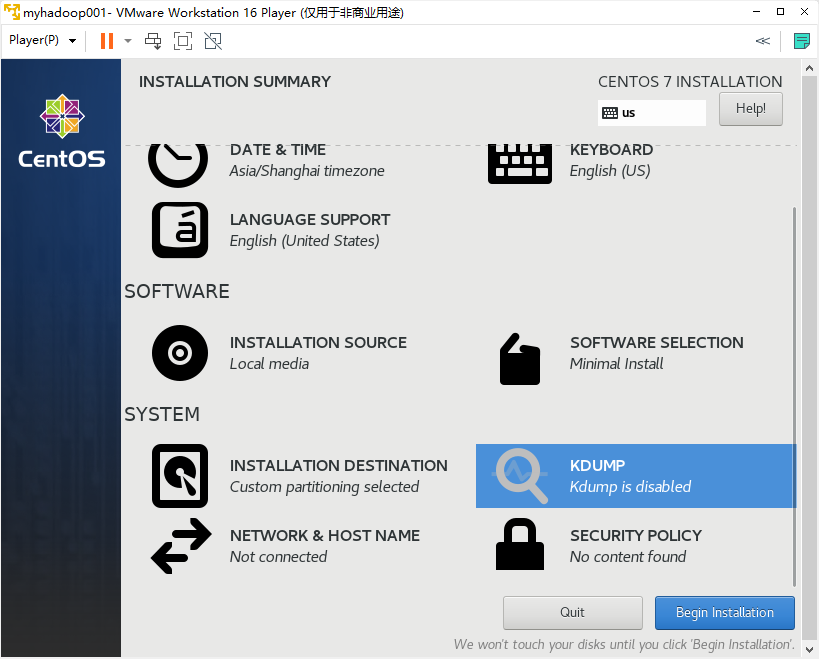 myhadoop001- VMware Workstation 16 Player (仅用于非商业用途)
Player(P)
INSTALLATION SUMMARY
CENTOS 7 INSTALLATION
us
Help!
CentOS
DATE & TIME
Asia/Shanghai timezone
KEYBOARD
English (US)
LANGUAGE SUPPORT
English (United States)
á
SOFTWARE
INSTALLATION SOURCE
Local media
SOFTWARE SELECTION
Minimal Install
SYSTEM
INSTALLATION DESTINATION
Custom partitioning selected
KDUMP
Kdump is disabled
NETWORK & HOST NAME
Not connected
SECURITY POLICY
No content found
Quit
Begin Installation
We won't touch your disks until you click 'Begin Installation'.